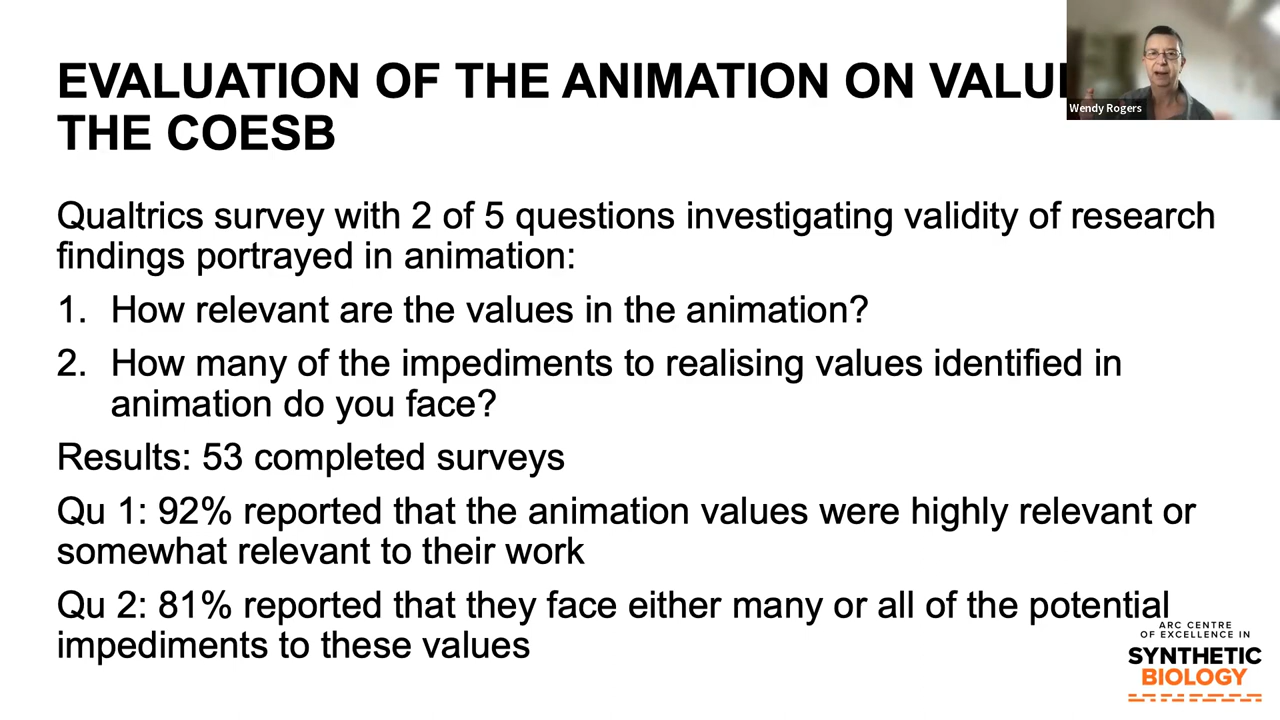 EVALUATION OF THE ANIMATION ON
THE COESB
Wendy Rogers
Qualtrics survey with 2 of 5 questions investigating validity of research
findings portrayed in animation:
1. How relevant are the values in the animation?
2. How many of the impediments to realising values identified in
animation do you face?
Results: 53 completed surveys
Qu 1: 92% reported that the animation values were highly relevant or
somewhat relevant to their work
Qu 2: 81% reported that they face either many or all of the potential
impediments to these values
ARC CENTRE
OF EXCELLENCE IN
SYNTHETIC
BIOLOGY